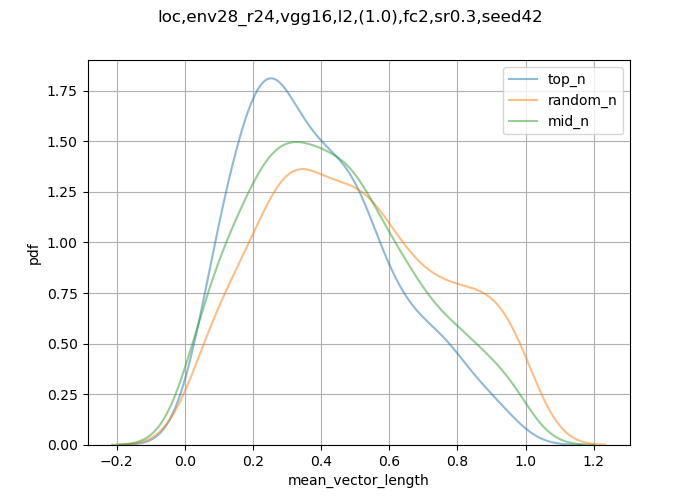 loc,env28_r24,vgg16,l2,(1.0),fc2,sr0.3,seed42
top_n
random_n
mid_n
pdf
1.75
1.50
1.25
1.00
0.75
0.50
0.25
0.00
−0.2 0.0 0.2 0.4 0.6 0.8 1.0 1.2
mean_vector_length